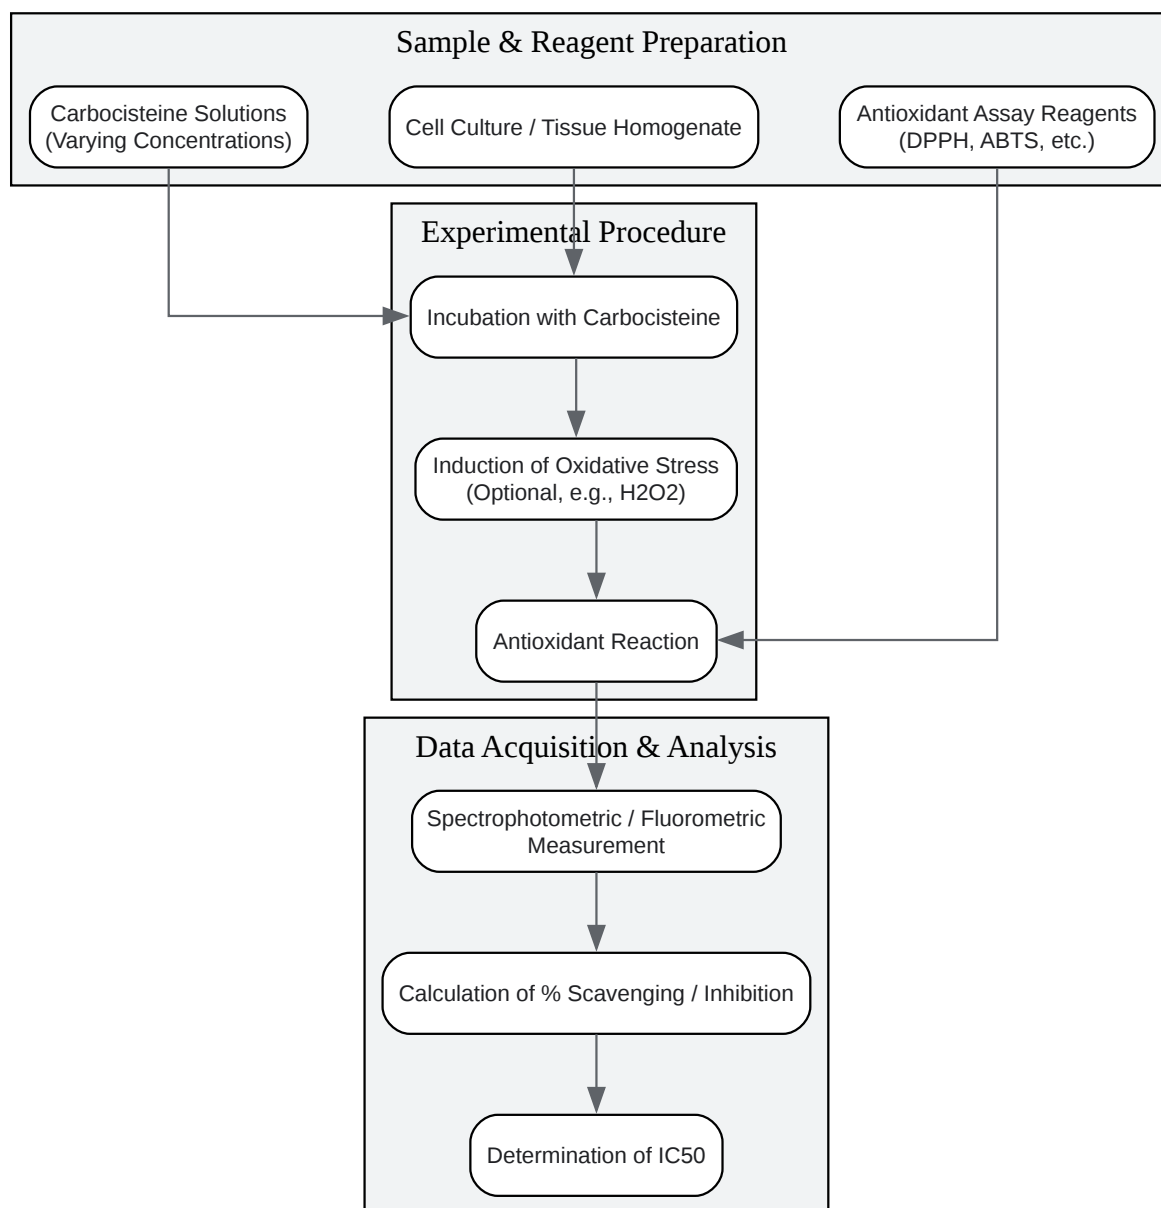 Sample & Reagent Preparation
Carbocisteine Solutions
(Varying Concentrations)
Cell Culture / Tissue Homogenate
Antioxidant Assay Reagents
(DPPH, ABTS, etc.)
Experimental Procedure
Incubation with Carbocisteine
Induction of Oxidative Stress
(Optional, e.g., H2O2)
Antioxidant Reaction
Data Acquisition & Analysis
Spectrophotometric / Fluorometric
Measurement
Calculation of % Scavenging / Inhibition
Determination of IC50